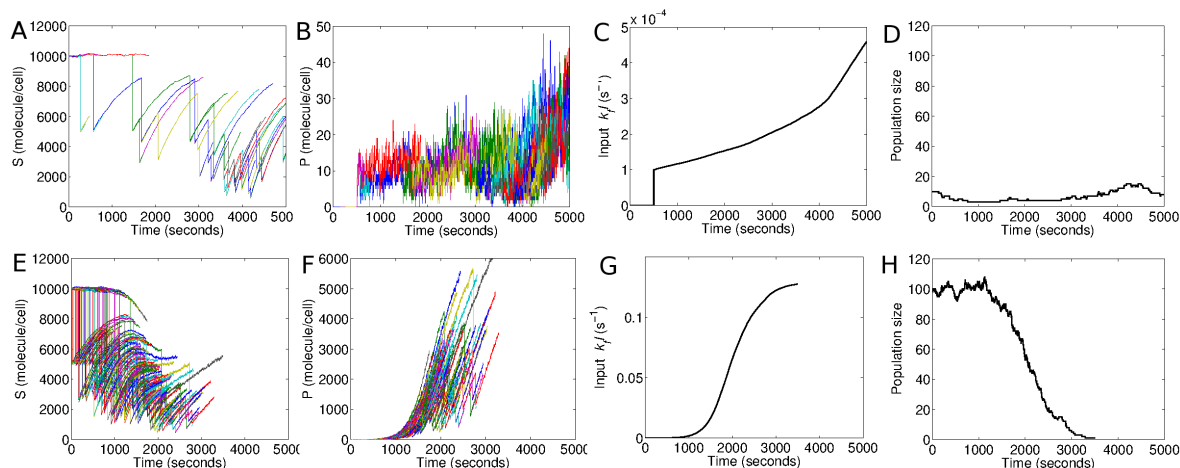 A
12000
10000
8000
6000
4000
2000
0
0 1000 2000 3000 4000 5000
Time (seconds)
S (molecule/cell)
B
50
40
30
20
10
0
0 1000 2000 3000 4000 5000
Time (seconds)
P (molecule/cell)
C
x 10⁻⁴
5
4
3
2
1
0
0 1000 2000 3000 4000 5000
Time (seconds)
Input k_f I (s⁻¹)
D
120
100
80
60
40
20
0
0 1000 2000 3000 4000 5000
Time (seconds)
Population size
E
12000
10000
8000
6000
4000
2000
0
0 1000 2000 3000 4000 5000
Time (seconds)
S (molecule/cell)
F
6000
5000
4000
3000
2000
1000
0
0 1000 2000 3000 4000 5000
Time (seconds)
P (molecule/cell)
G
0.1
0.05
0
0 1000 2000 3000 4000 5000
Time (seconds)
Input k_f I (s⁻¹)
H
120
100
80
60
40
20
0
0 1000 2000 3000 4000 5000
Time (seconds)
Population size